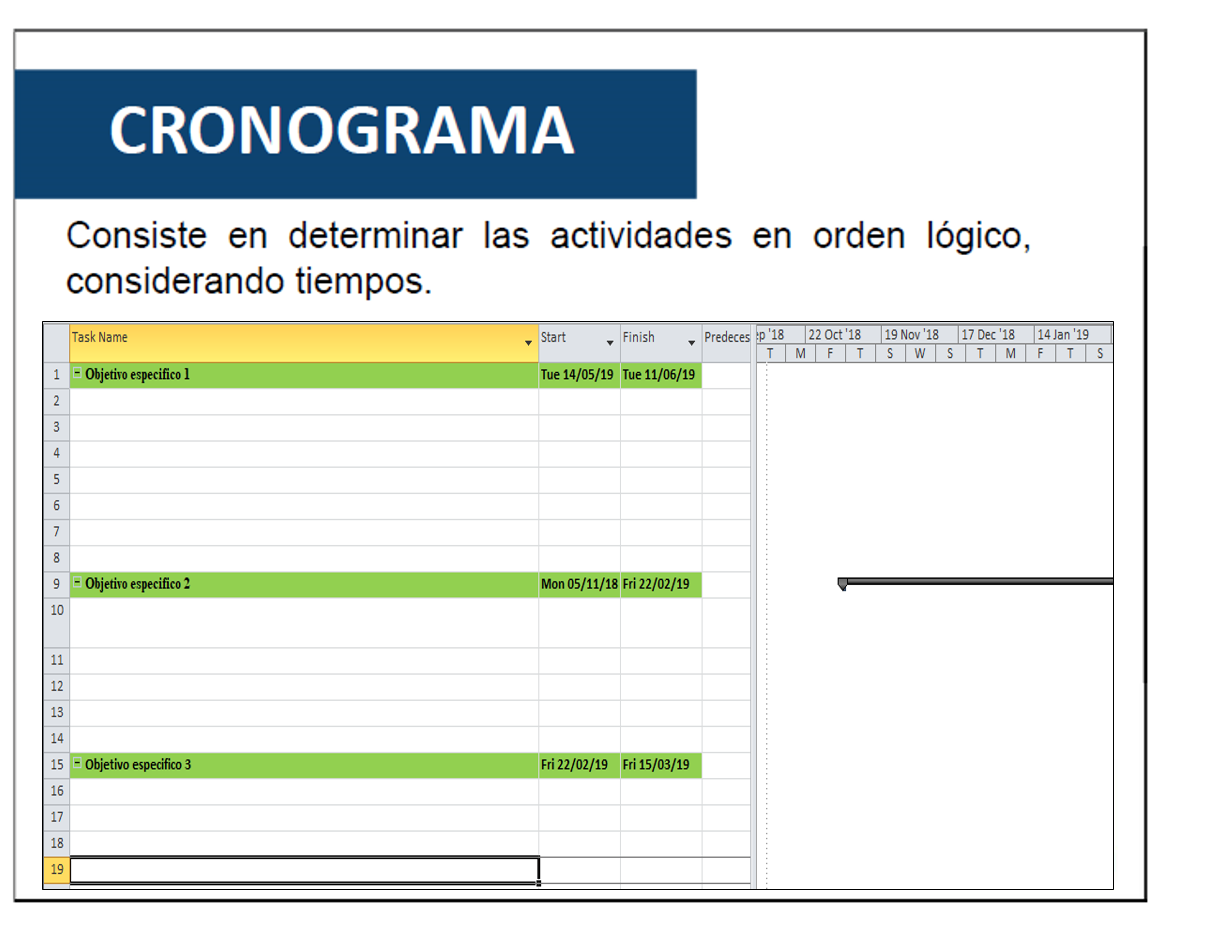 CRONOGRAMA
Consiste en determinar las actividades en orden lógico,
considerando tiempos.
Task Name Start Finish Predeces ep '18 22 Oct '18 19 Nov '18 17 Dec '18 14 Jan '19
T M F T S W S T M F T S
1 Objetivo especifico 1 Tue 14/05/19 Tue 11/06/19
2
3
4
5
6
7
8
9 Objetivo especifico 2 Mon 05/11/18 Fri 22/02/19
10
11
12
13
14
15 Objetivo especifico 3 Fri 22/02/19 Fri 15/03/19
16
17
18
19